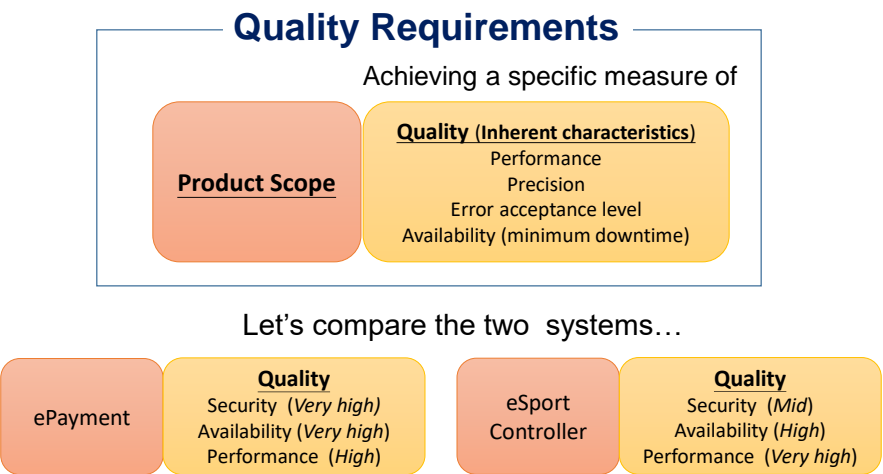 Quality Requirements
Achieving a specific measure of
Product Scope
Quality (Inherent characteristics)
Performance
Precision
Error acceptance level
Availability (minimum downtime)
Let’s compare the two systems…
ePayment
Quality
Security (Very high)
Availability (Very high)
Performance (High)
eSport
Controller
Quality
Security (Mid)
Availability (High)
Performance (Very high)